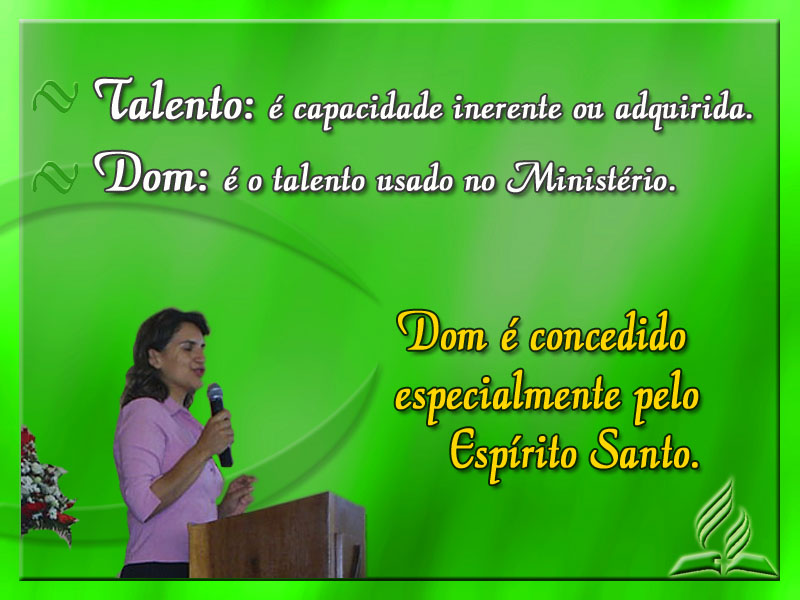 Talento: é capacidade inerente ou adquirida.
Dom: é o talento usado no Ministério.
Dom é concedido
especialmente pelo
Espírito Santo.